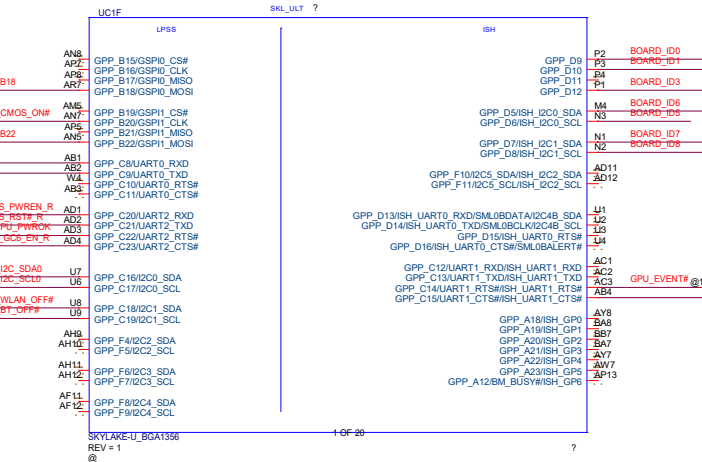 UC1F
SKL_ULT ?
LPSS
ISH
AN8 GPP_B15/GSPI0_CS#
AP7 GPP_B16/GSPI0_CLK
AP8 GPP_B17/GSPI0_MISO
B18 AR7 GPP_B18/GSPI0_MOSI
CMOS_ON# AM5 GPP_B19/GSPI1_CS#
AN7 GPP_B20/GSPI1_CLK
AP5 GPP_B21/GSPI1_MISO
B22 AN5 GPP_B22/GSPI1_MOSI
AB1 GPP_C8/UART0_RXD
AB2 GPP_C9/UART0_TXD
W4 GPP_C10/UART0_RTS#
AB3 GPP_C11/UART0_CTS#
S_PWREN_R AD1 GPP_C20/UART2_RXD
S_RST#_R AD2 GPP_C21/UART2_TXD
PU_PWROK AD3 GPP_C22/UART2_RTS#
_GC6_EN_R AD4 GPP_C23/UART2_CTS#
I2C_SDA0 U7 GPP_C16/I2C0_SDA
I2C_SCL0 U6 GPP_C17/I2C0_SCL
WLAN_OFF# U8 GPP_C18/I2C1_SDA
BT_OFF# U9 GPP_C19/I2C1_SCL
AH9 GPP_F4/I2C2_SDA
AH10 GPP_F5/I2C2_SCL
AH11 GPP_F6/I2C3_SDA
AH12 GPP_F7/I2C3_SCL
AF11 GPP_F8/I2C4_SDA
AF12 GPP_F9/I2C4_SCL
GPP_D9 P2 BOARD_ID0
GPP_D10 P3 BOARD_ID1
GPP_D11 P4
GPP_D12 P1 BOARD_ID3
GPP_D5/ISH_I2C0_SDA M4 BOARD_ID6
GPP_D6/ISH_I2C0_SCL N3 BOARD_ID5
GPP_D7/ISH_I2C1_SDA N1 BOARD_ID7
GPP_D8/ISH_I2C1_SCL N2 BOARD_ID8
GPP_F10/I2C5_SDA/ISH_I2C2_SDA AD11
GPP_F11/I2C5_SCL/ISH_I2C2_SCL AD12
GPP_D13/ISH_UART0_RXD/SML0BDATA/I2C4B_SDA U1
GPP_D14/ISH_UART0_TXD/SML0BCLK/I2C4B_SCL U2
GPP_D15/ISH_UART0_RTS# U3
GPP_D16/ISH_UART0_CTS#/SML0BALERT# U4
GPP_C12/UART1_RXD/ISH_UART1_RXD AC1
GPP_C13/UART1_TXD/ISH_UART1_TXD AC2
GPP_C14/UART1_RTS#/ISH_UART1_RTS# AC3 GPU_EVENT# @1
GPP_C15/UART1_CTS#/ISH_UART1_CTS# AB4
GPP_A18/ISH_GP0 AY8
GPP_A19/ISH_GP1 BA8
GPP_A20/ISH_GP2 BB7
GPP_A21/ISH_GP3 BA7
GPP_A22/ISH_GP4 AY7
GPP_A23/ISH_GP5 AW7
GPP_A12/BM_BUSY#/ISH_GP6 AP13
SKYLAKE-U_BGA1356
1 OF 20
REV = 1
?
@